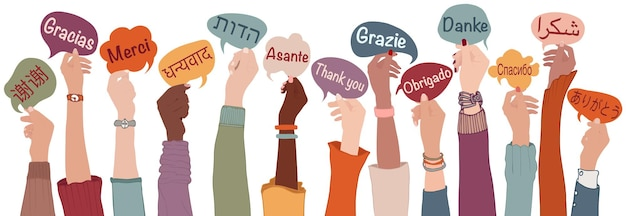 谢谢
Gracias
Merci
धन्यवाद
הדות
Asante
Thank you
Grazie
Obrigado
Danke
Спасибо
شكرا
ありがとう